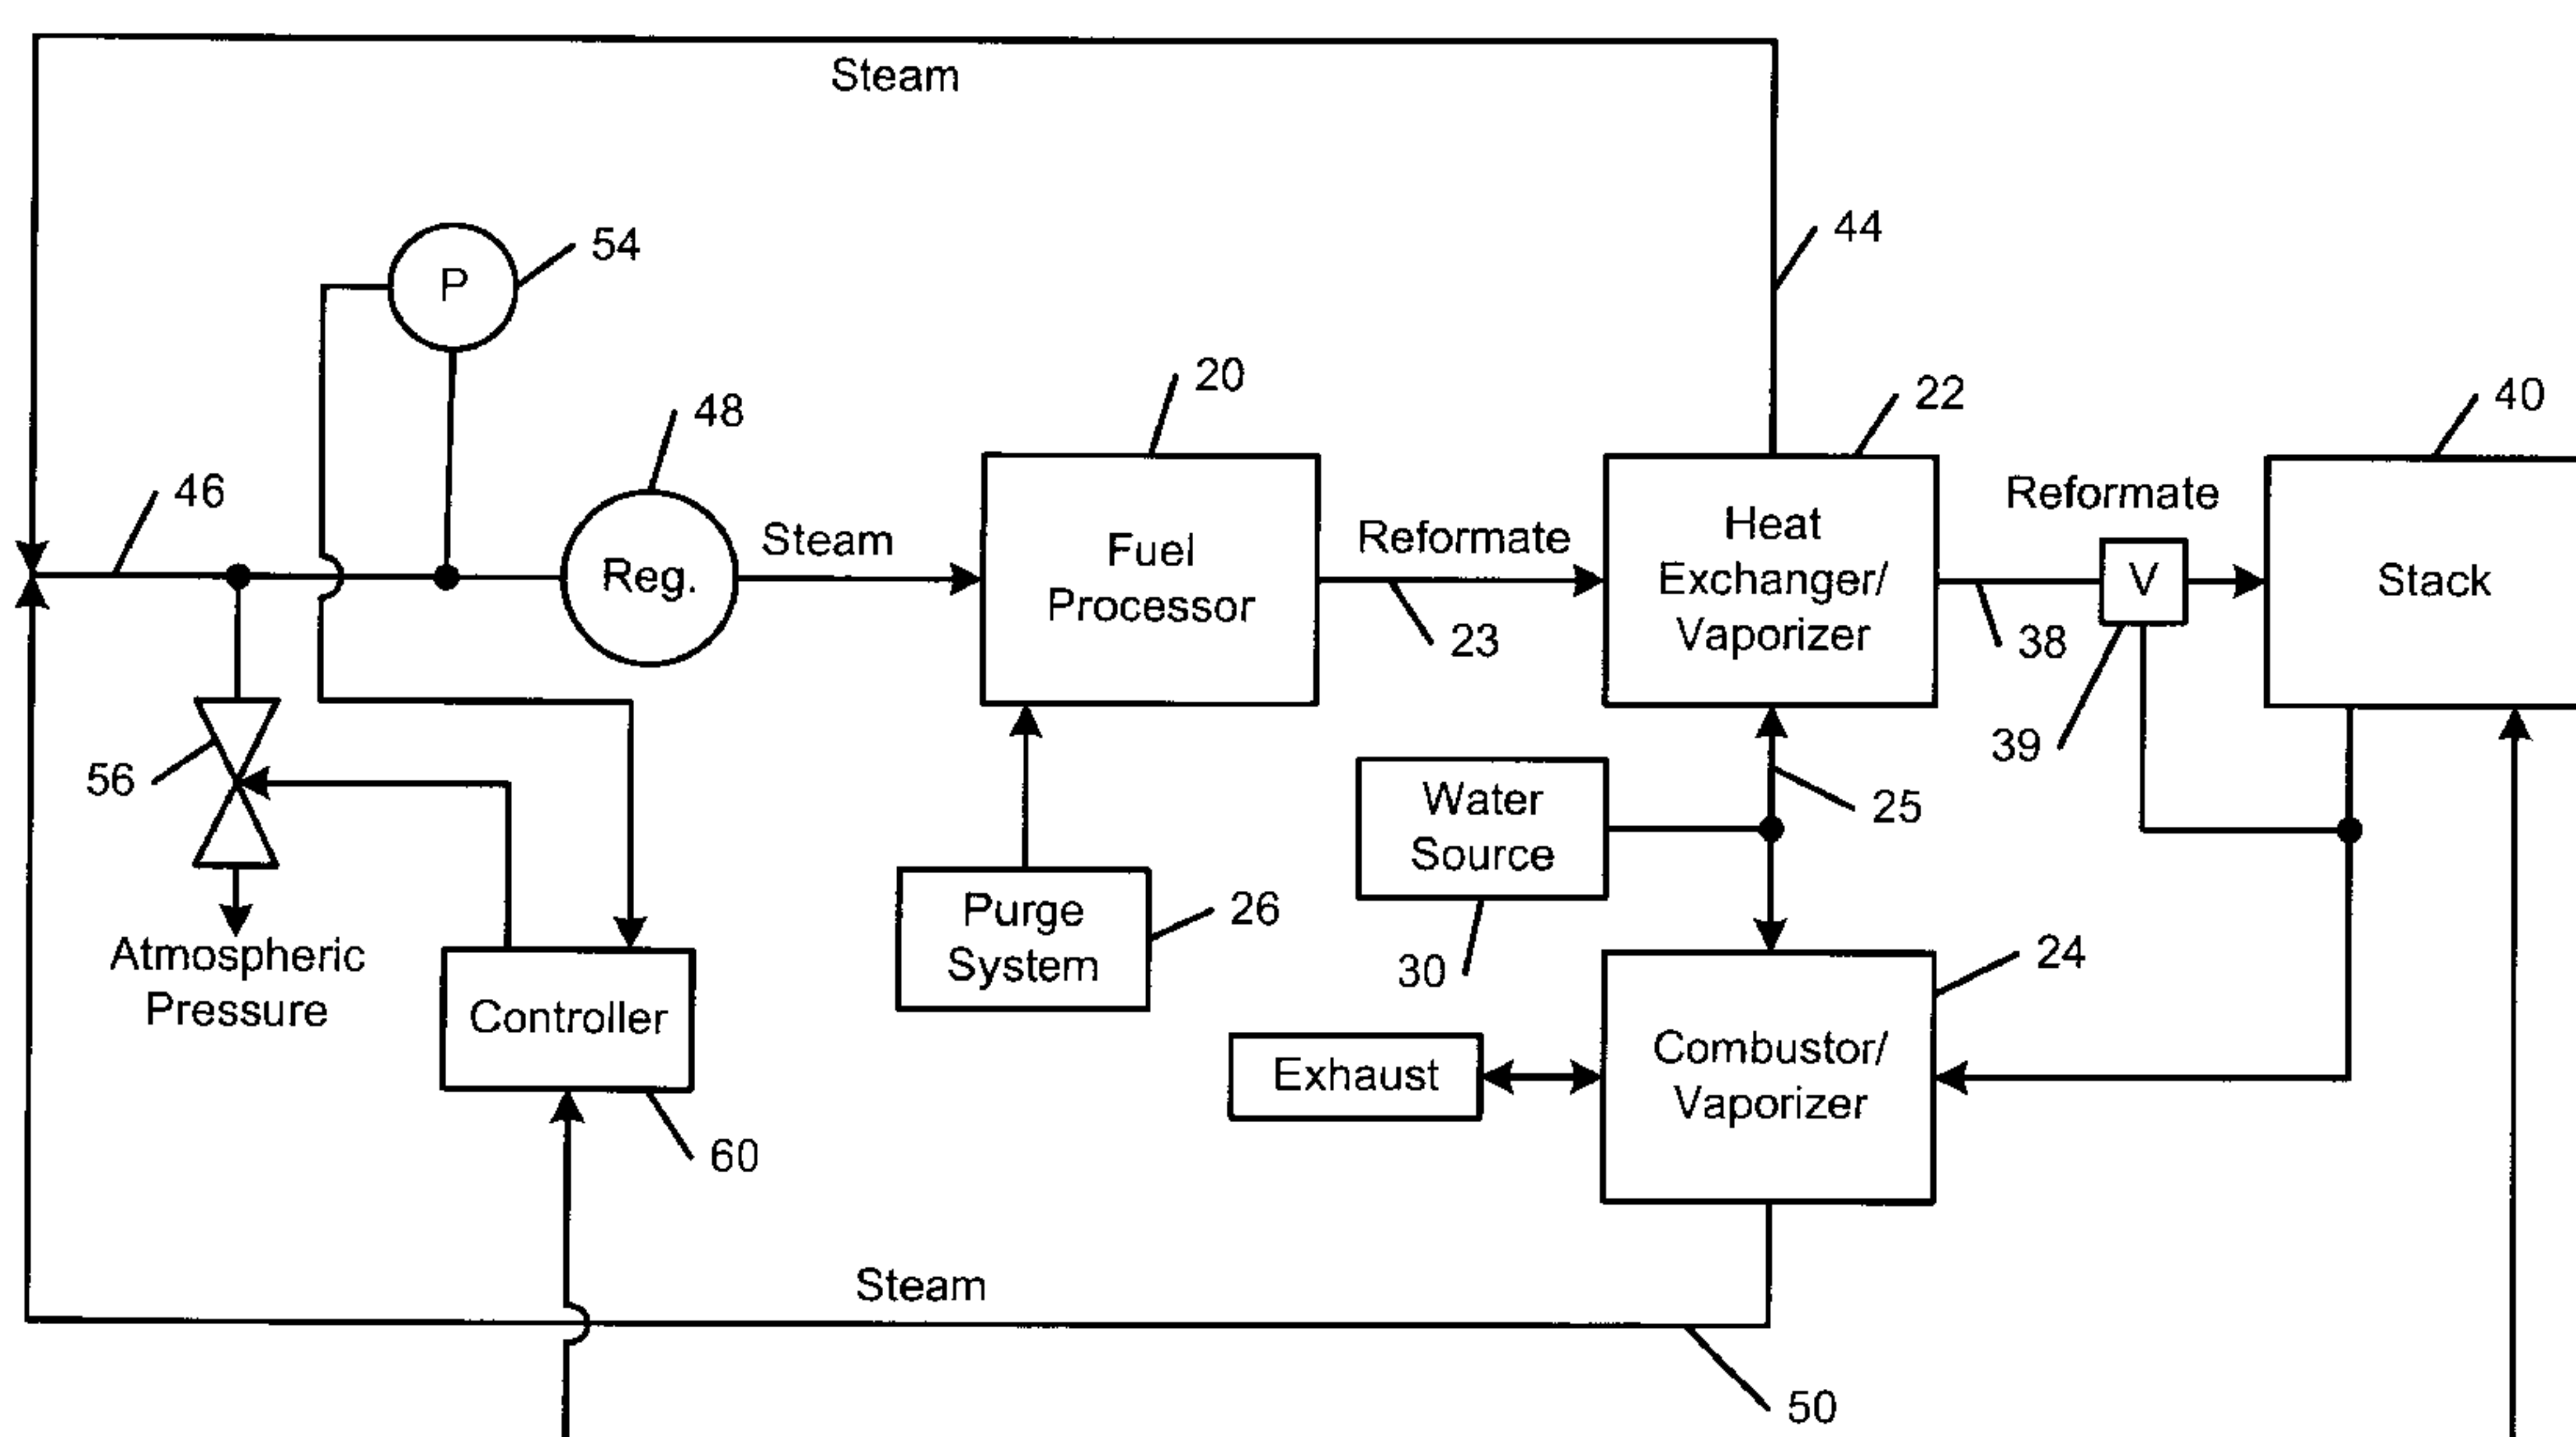 Steam
44
P
54
20
48
22
40
46
Steam
Reg.
Fuel
Processor
Reformate
23
Heat
Exchanger/
Vaporizer
Reformate
V
38
39
Stack
56
Water
Source
25
30
Purge
System
26
24
Atmospheric
Pressure
Controller
60
Exhaust
Combustor/
Vaporizer
Steam
50